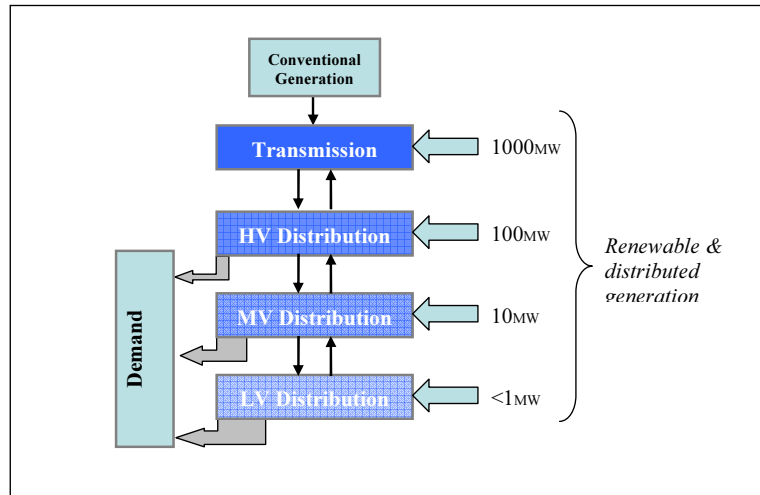 Conventional
Generation
Transmission
1000MW
HV Distribution
100MW
Renewable &
distributed
generation
MV Distribution
10MW
Demand
LV Distribution
<1MW